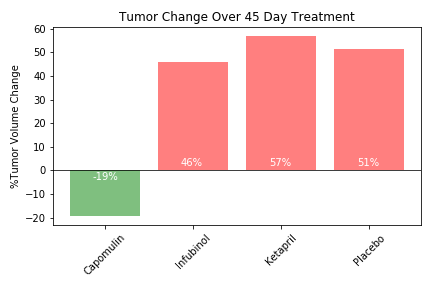 Tumor Change Over 45 Day Treatment
%Tumor Volume Change
60
50
40
30
20
10
0
−10
−20
-19%
46%
57%
51%
Capomulin
Infubinol
Ketapril
Placebo